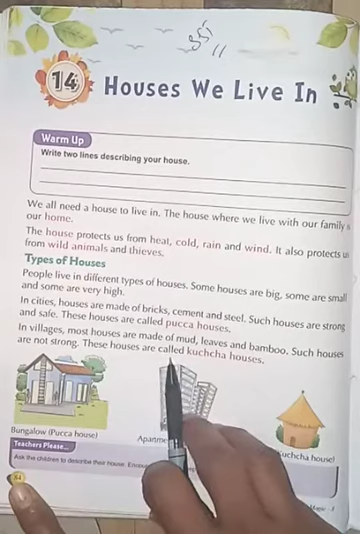 14
Houses We Live In
Warm Up
Write two lines describing your house.
We all need a house to live in. The house where we live with our family is
our home.
The house protects us from heat, cold, rain and wind. It also protects us
from wild animals and thieves.
Types of Houses
People live in different types of houses. Some houses are big, some are small
and some are very high.
In cities, houses are made of bricks, cement and steel. Such houses are strong
and safe. These houses are called pucca houses.
In villages, most houses are made of mud, leaves and bamboo. Such houses
are not strong. These houses are called kuchcha houses.
Bungalow (Pucca house)
Kuchcha house)
Teachers Please...
Ask the children to describe their house.
84